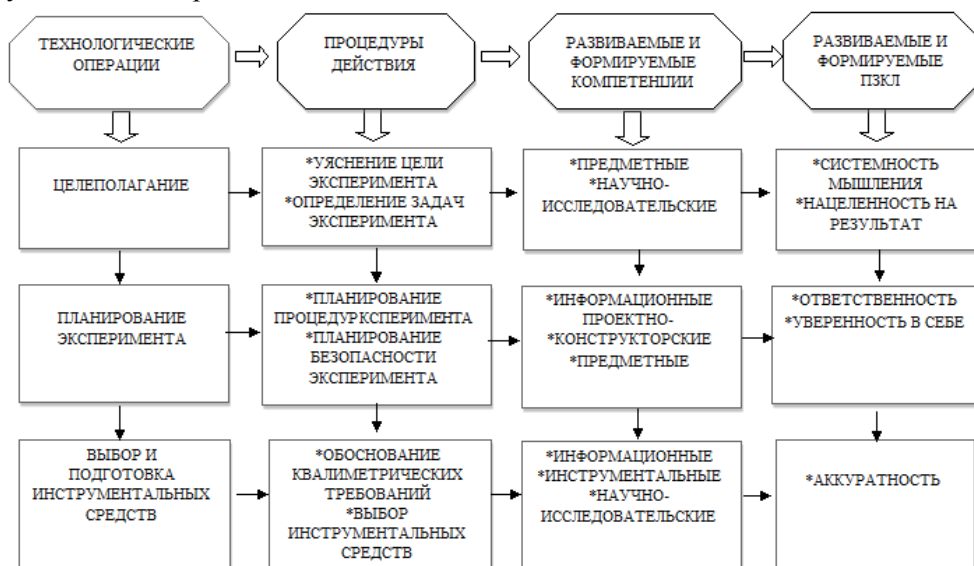 ТЕХНОЛОГИЧЕСКИЕ
ОПЕРАЦИИ
ПРОЦЕДУРЫ
ДЕЙСТВИЯ
РАЗВИВАЕМЫЕ И
ФОРМИРУЕМЫЕ
КОМПЕТЕНЦИИ
РАЗВИВАЕМЫЕ И
ФОРМИРУЕМЫЕ
ПЗКЛ
ЦЕЛЕПОЛАГАНИЕ
*УЯСНЕНИЕ ЦЕЛИ
ЭКСПЕРИМЕНТА
*ОПРЕДЕЛЕНИЕ ЗАДАЧ
ЭКСПЕРИМЕНТА
*ПРЕДМЕТНЫЕ
*НАУЧНО-
ИССЛЕДОВАТЕЛЬСКИЕ
*СИСТЕМНОСТЬ
МЫШЛЕНИЯ
*НАЦЕЛЕННОСТЬ НА
РЕЗУЛЬТАТ
ПЛАНИРОВАНИЕ
ЭКСПЕРИМЕНТА
*ПЛАНИРОВАНИЕ
ПРОЦЕДУР КСПЕРИМЕНТА
*ПЛАНИРОВАНИЕ
БЕЗОПАСНОСТИ
ЭКСПЕРИМЕНТА
*ИНФОРМАЦИОННЫЕ
ПРОЕКТНО-
*КОНСТРУКТОРСКИЕ
*ПРЕДМЕТНЫЕ
*ОТВЕТСТВЕННОСТЬ
*УВЕРЕННОСТЬ В СЕБЕ
ВЫБОР И
ПОДГОТОВКА
ИНСТРУМЕНТАЛЬНЫХ
СРЕДСТВ
*ОБОСНОВАНИЕ
КВАЛИМЕТРИЧЕСКИХ
ТРЕБОВАНИЙ
*ВЫБОР
ИНСТРУМЕНТАЛЬНЫХ
СРЕДСТВ
*ИНФОРМАЦИОННЫЕ
*ИНСТРУМЕНТАЛЬНЫЕ
*НАУЧНО-
ИССЛЕДОВАТЕЛЬСКИЕ
*АККУРАТНОСТЬ